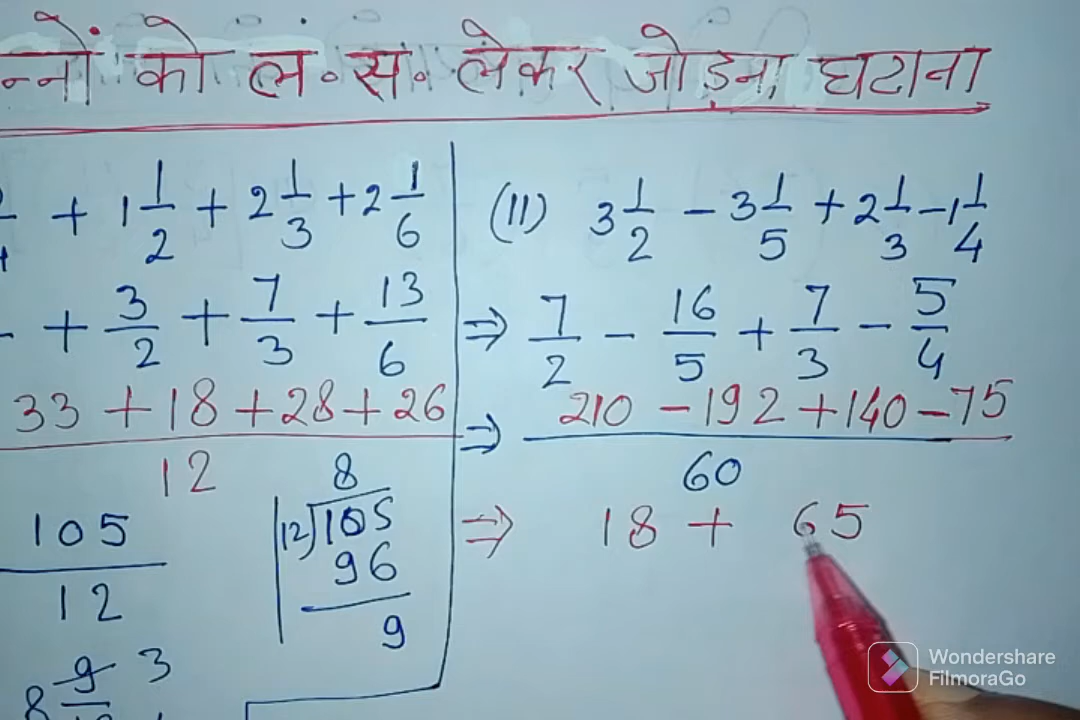 न्नों को ल.स. लेकर जोड़ना, घटाना
+ 1 1/2 + 2 1/3 + 2 1/6
+ 3/2 + 7/3 + 13/6
33 + 18 + 28 + 26
12
105
12
8
12) 105
96
9
8 9 3
(II) 3 1/2 - 3 1/5 + 2 1/3 - 1 1/4
⇒ 7/2 - 16/5 + 7/3 - 5/4
⇒ 210 - 192 + 140 - 75
60
⇒ 18 + 65
Wondershare
FilmoraGo